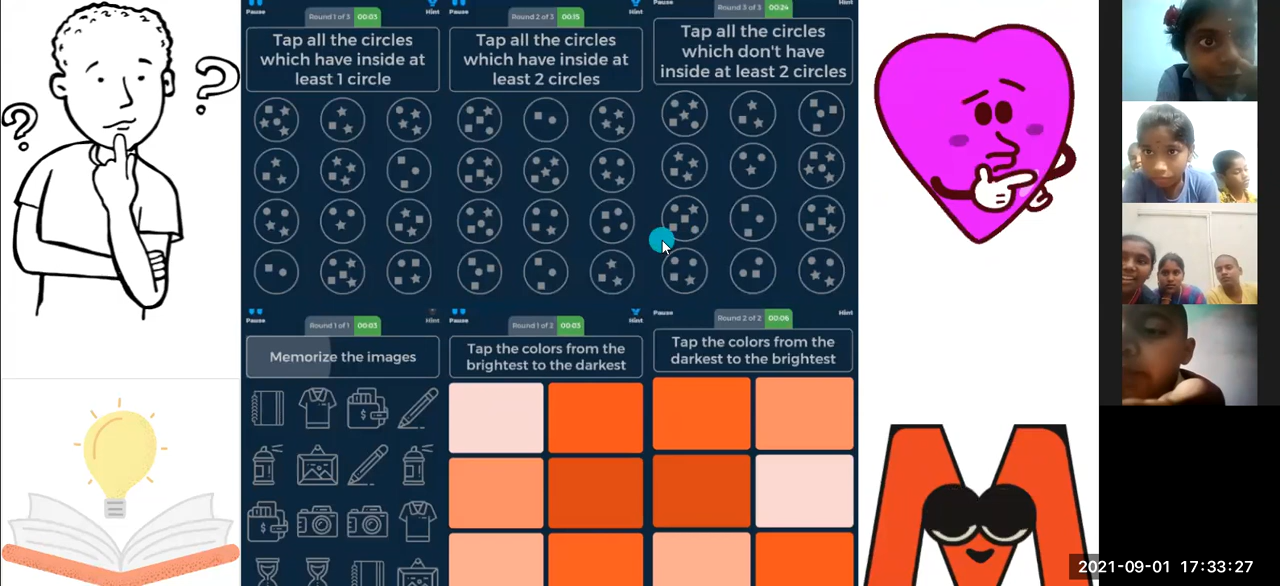 Pause
Round 1 of 3 00:03
Hint
Tap all the circles
which have inside at
least 1 circle
Pause
Round 2 of 3 00:15
Hint
Tap all the circles
which have inside at
least 2 circles
Pause
Round 3 of 3 00:24
Hint
Tap all the circles
which don't have
inside at least 2 circles
? ?
Pause
Round 1 of 1 00:03
Hint
Memorize the images
$
$
Pause
Round 1 of 2 00:03
Hint
Tap the colors from the
brightest to the darkest
Pause
Round 2 of 2 00:06
Hint
Tap the colors from the
darkest to the brightest
M
2021-09-01 17:33:27